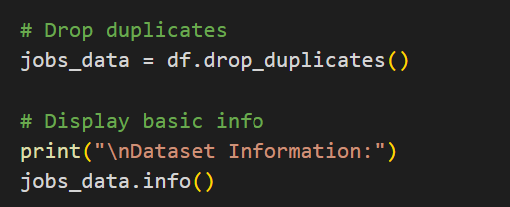 # Drop duplicates
jobs_data = df.drop_duplicates()
# Display basic info
print("\nDataset Information:")
jobs_data.info()